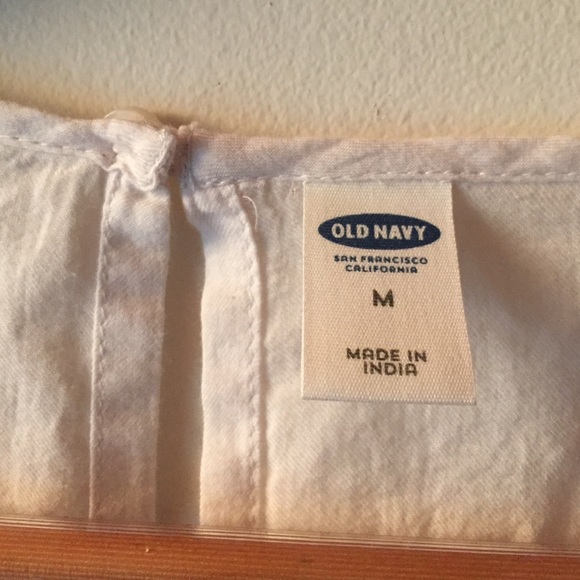 OLD NAVY
SAN FRANCISCO
CALIFORNIA
M
MADE IN
INDIA